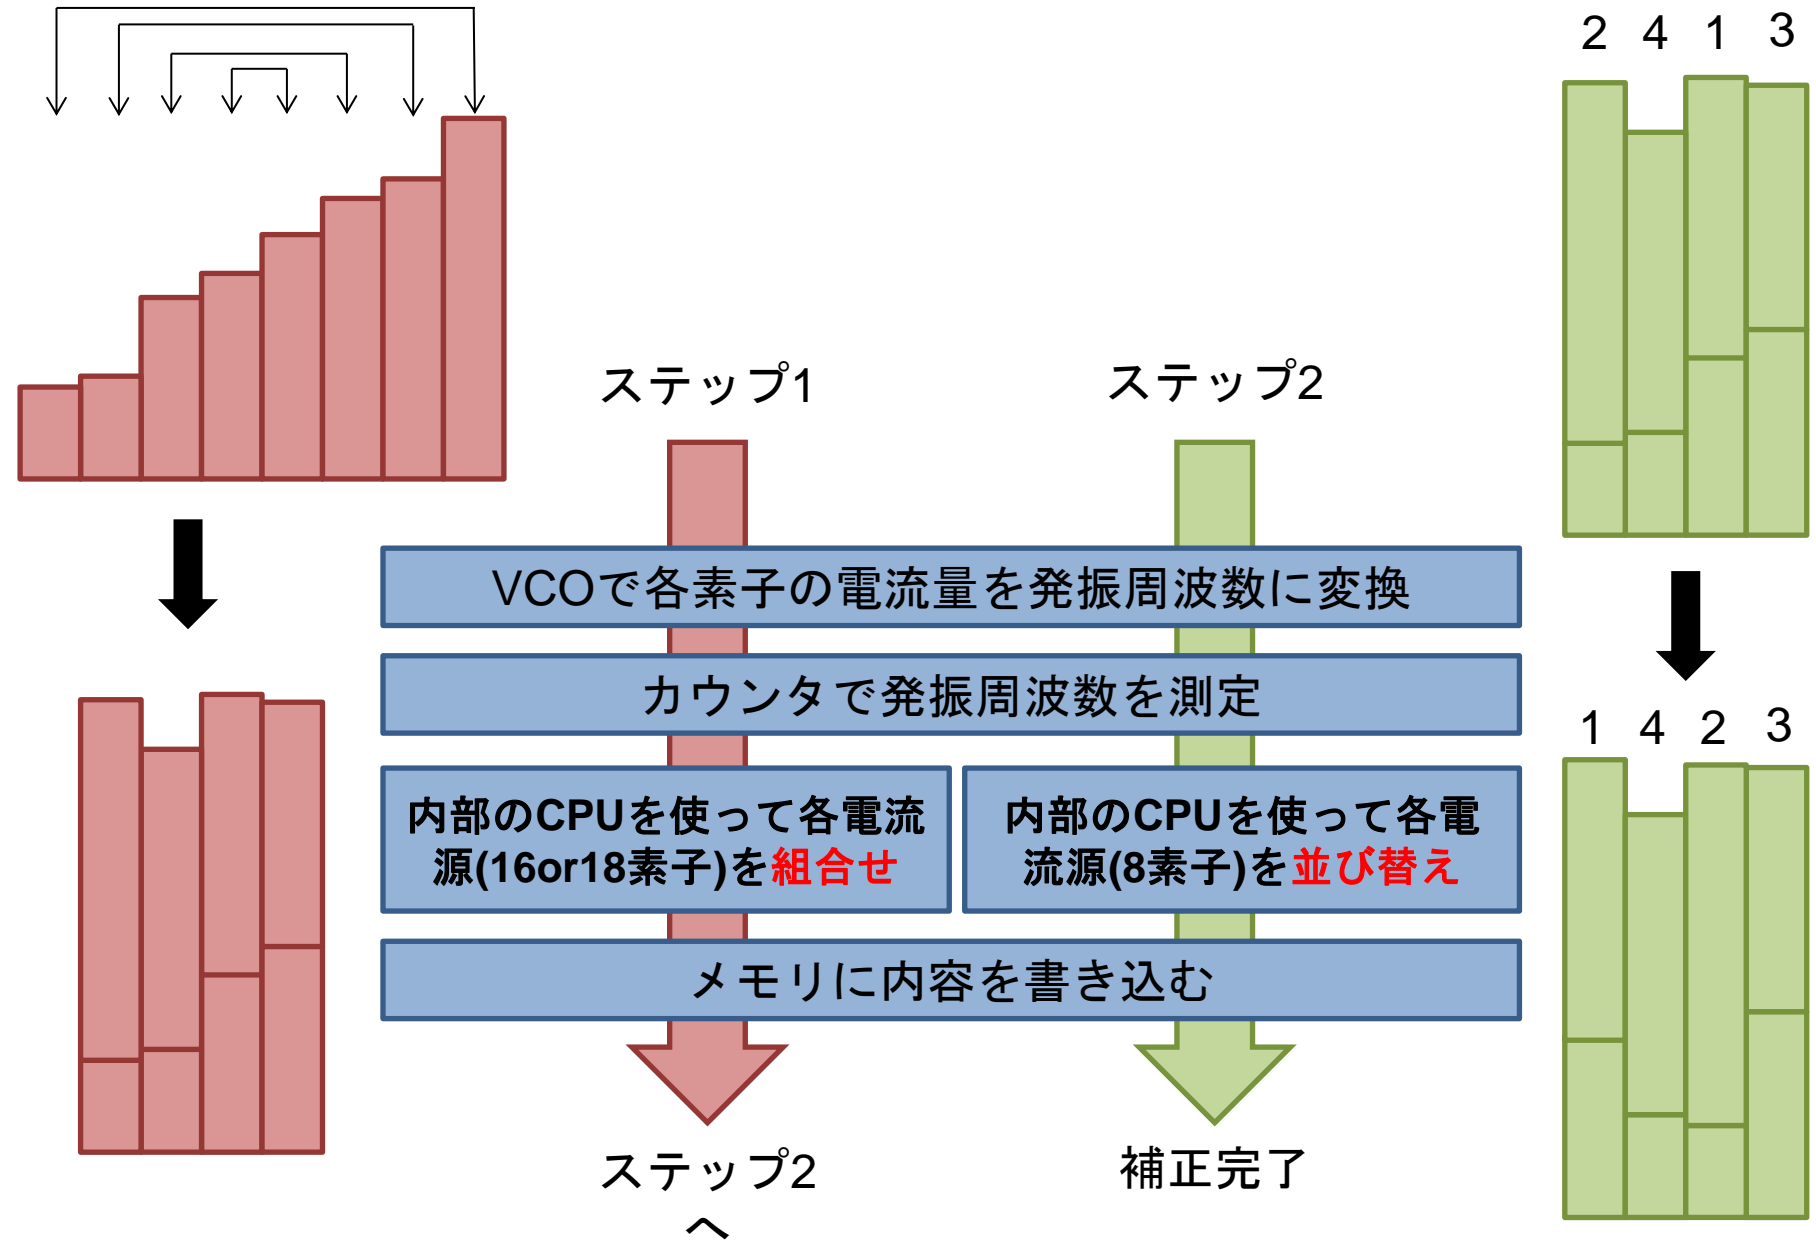 2 4 1 3
ステップ1
ステップ2
VCOで各素子の電流量を発振周波数に変換
カウンタで発振周波数を測定
1 4 2 3
内部のCPUを使って各電流
源(16or18素子)を組合せ
内部のCPUを使って各電
流源(8素子)を並び替え
メモリに内容を書き込む
ステップ2
へ
補正完了